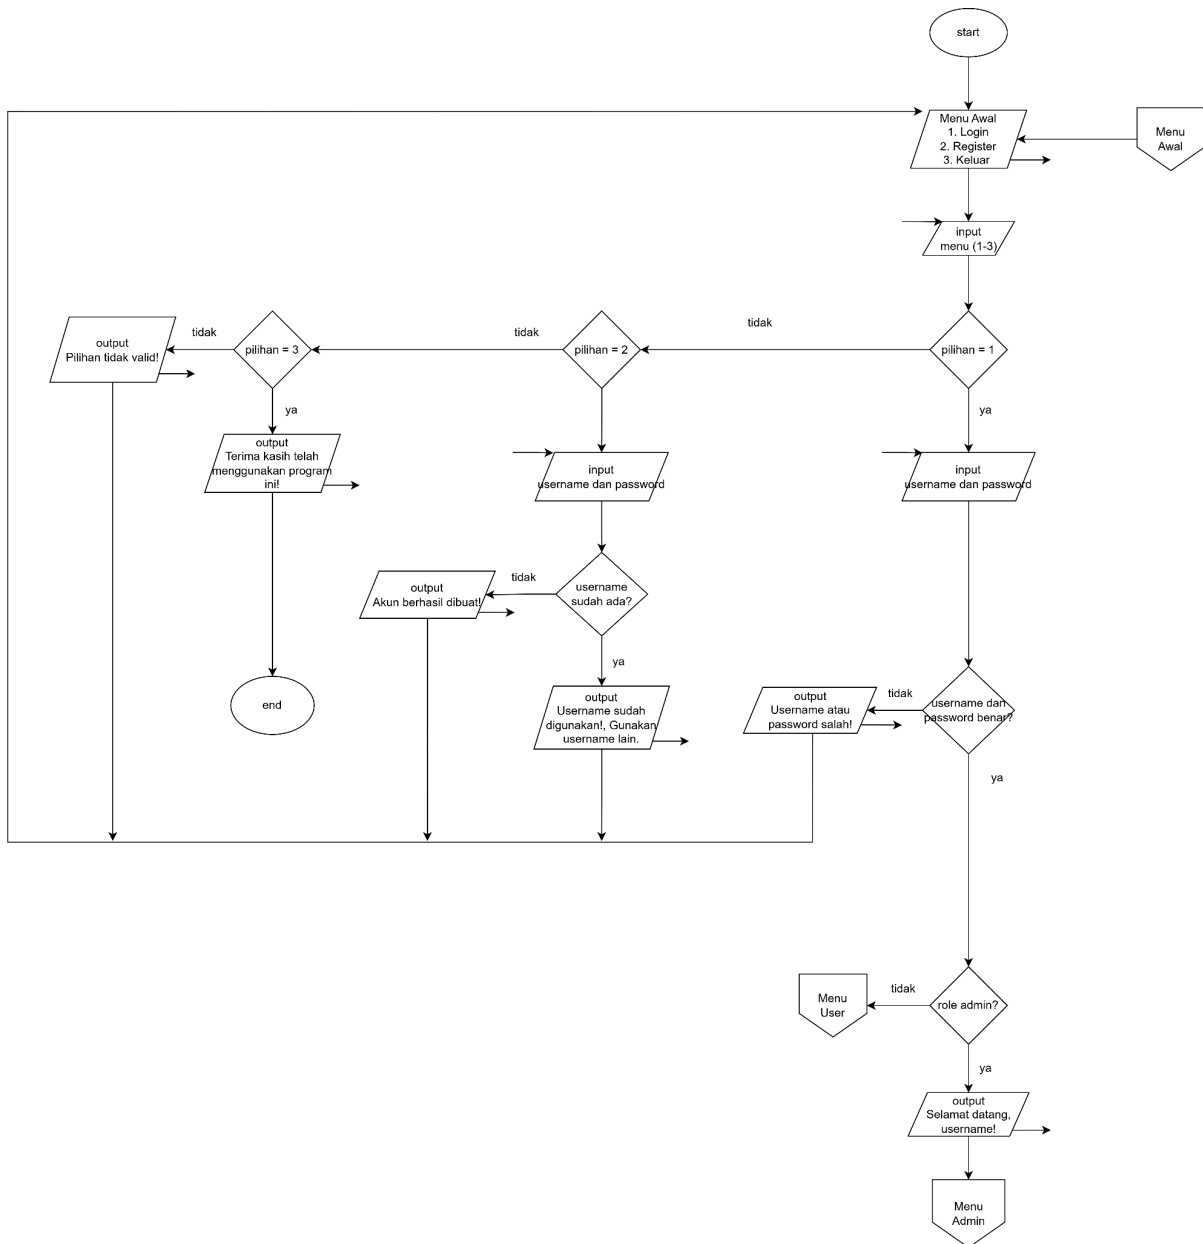 start
Menu Awal
1. Login
2. Register
3. Keluar
Menu
Awal
input
menu (1-3)
tidak
tidak
tidak
output
Pilihan tidak valid!
pilihan = 3
pilihan = 2
pilihan = 1
ya
ya
output
Terima kasih telah
menggunakan program
ini!
input
username dan password
input
username dan password
output
Akun berhasil dibuat!
tidak
username
sudah ada?
ya
end
output
Username sudah
digunakan!, Gunakan
username lain.
output
Username atau
password salah!
tidak
username dan
password benar?
ya
Menu
User
tidak
role admin?
ya
output
Selamat datang,
username!
Menu
Admin